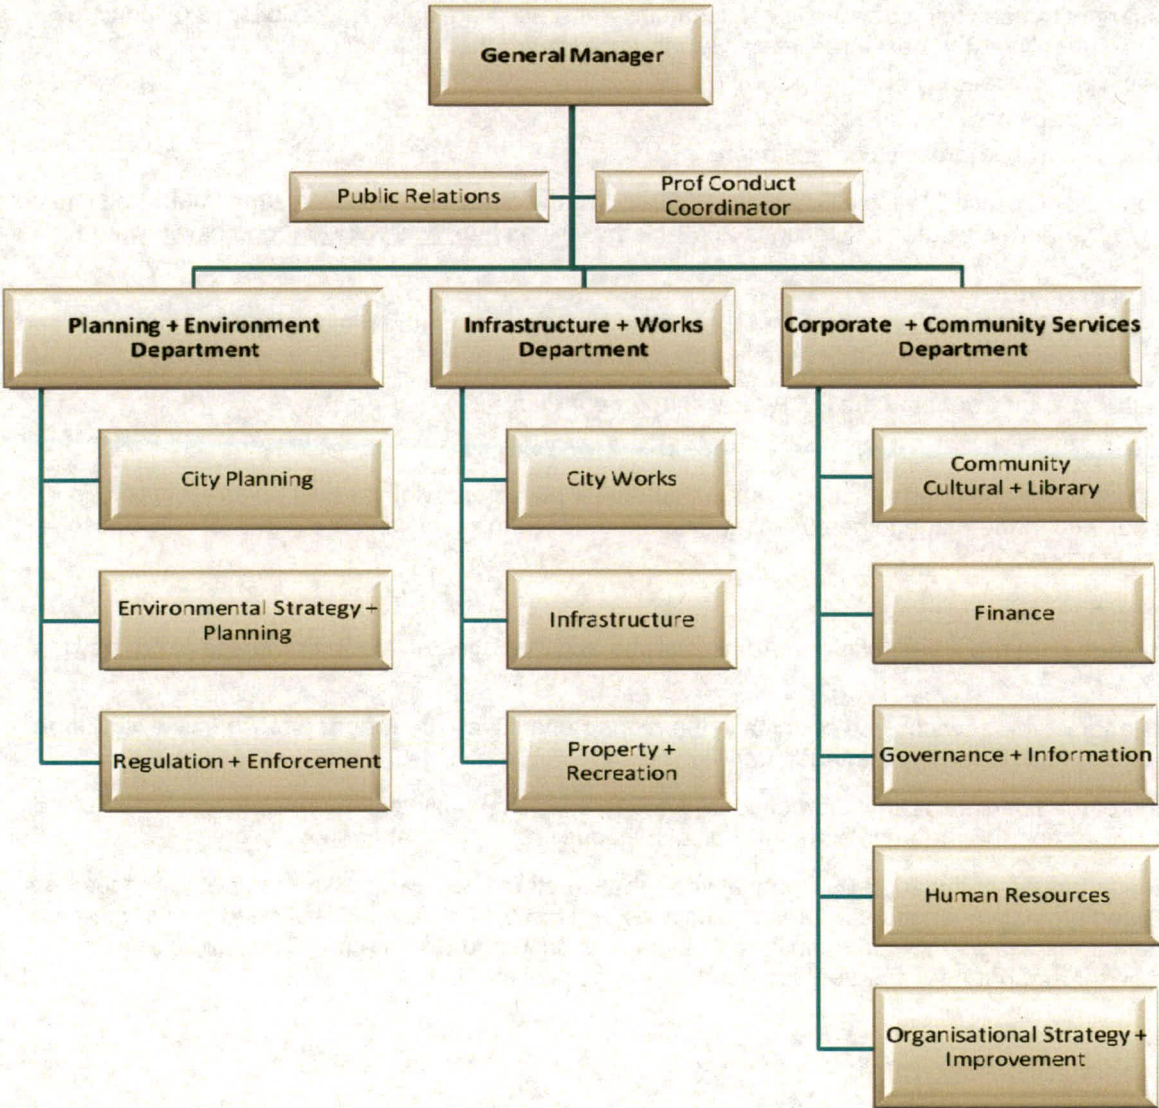 General Manager
Public Relations
Prof Conduct
Coordinator
Planning + Environment
Department
Infrastructure + Works
Department
Corporate + Community Services
Department
City Planning
Environmental Strategy +
Planning
Regulation + Enforcement
City Works
Infrastructure
Property +
Recreation
Community
Cultural + Library
Finance
Governance + Information
Human Resources
Organisational Strategy +
Improvement